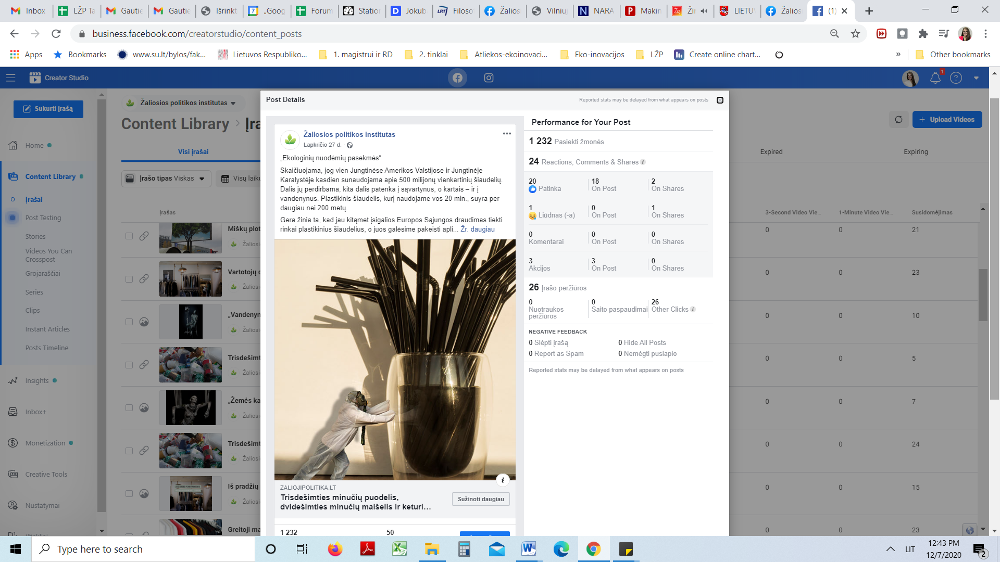 Inbox
LŽP Ta
Gautie
Gautie
Išrinkt
„Goog
Forum
Statio
Jokub
Filoso
Žalios
Vilniu
NARA
Makin
Žir
LIETU
Žalios
(1)
business.facebook.com/creatorstudio/content_posts
Apps
Bookmarks
www.su.lt/bylos/fak...
Lietuvos Respubliko...
1. magistrui ir RD
2. tinklai
Atliekos-ekoinovaci...
Eko-inovacijos
LŽP
Create online chart...
»
Other bookmarks
Creator Studio
1
Sukurti įrašą
Home
Content Library
Įrašai
Post Testing
Stories
Videos You Can
Crosspost
Grojaraščiai
Series
Clips
Instant Articles
Posts Timeline
Insights
Inbox+
Monetization
Creative Tools
Nustatymai
Žaliosios politikos institutas
Content Library > Įra
Upload Videos
Visi įrašai
Expired
Expiring
Įrašo tipas Viskas
Visų laiku
Įrašas
3-Second Video Vie...
1-Minute Video Vie...
Susidomėjimas
Miškų plot
Žalios
0 0 21
Vartotojų c
Žalios
0 0 23
„Vandenyn
Žalios
0 0 10
Trisdešimt
Žalios
0 0 5
„Žemės ka
Žalios
0 0 7
Trisdešimt
Žalios
0 0 24
Iš pradžių
Žalios
0 0 15
Greitoji ma
0 0 23
Post Details
Reported stats may be delayed from what appears on posts
Žaliosios politikos institutas
Lapkričio 27 d. ·
„Ekologinių nuodėmių pasekmės“
Skaičiuojama, jog vien Jungtinėse Amerikos Valstijose ir Jungtinėje
Karalystėje kasdien sunaudojama apie 500 milijonų vienkartinių šiaudelių.
Dalis jų perdirbama, kita dalis patenka į sąvartynus, o kartais – ir į
vandenynus. Plastikinis šiaudelis, kurį naudojame vos 20 min., suyra per
daugiau nei 200 metų.
Gera žinia ta, kad jau kitąmet įsigalios Europos Sąjungos draudimas tiekti
rinkai plastikinius šiaudelius, o juos galėsime pakeisti apli... Žr. daugiau
i
ZALIOJIPOLITIKA.LT
Trisdešimties minučių puodelis,
dvidešimties minučių maišelis ir keturi...
Sužinoti daugiau
1 232
50
Performance for Your Post
1 232 Pasiekti žmonės
24 Reactions, Comments & Shares
20 18 2
Patinka On Post On Shares
1 0 1
Liūdnas (-a) On Post On Shares
0 0 0
Komentarai On Post On Shares
3 3 0
Akcijos On Post On Shares
26 Įrašo peržiūros
0 0 26
Nuotraukos Saito paspaudimai Other Clicks
peržiūros
NEGATIVE FEEDBACK
0 Slėpti įrašą 0 Hide All Posts
0 Report as Spam 0 Nemėgti puslapio
Reported stats may be delayed from what appears on posts
Type here to search
LIT
12:43 PM
12/7/2020
2